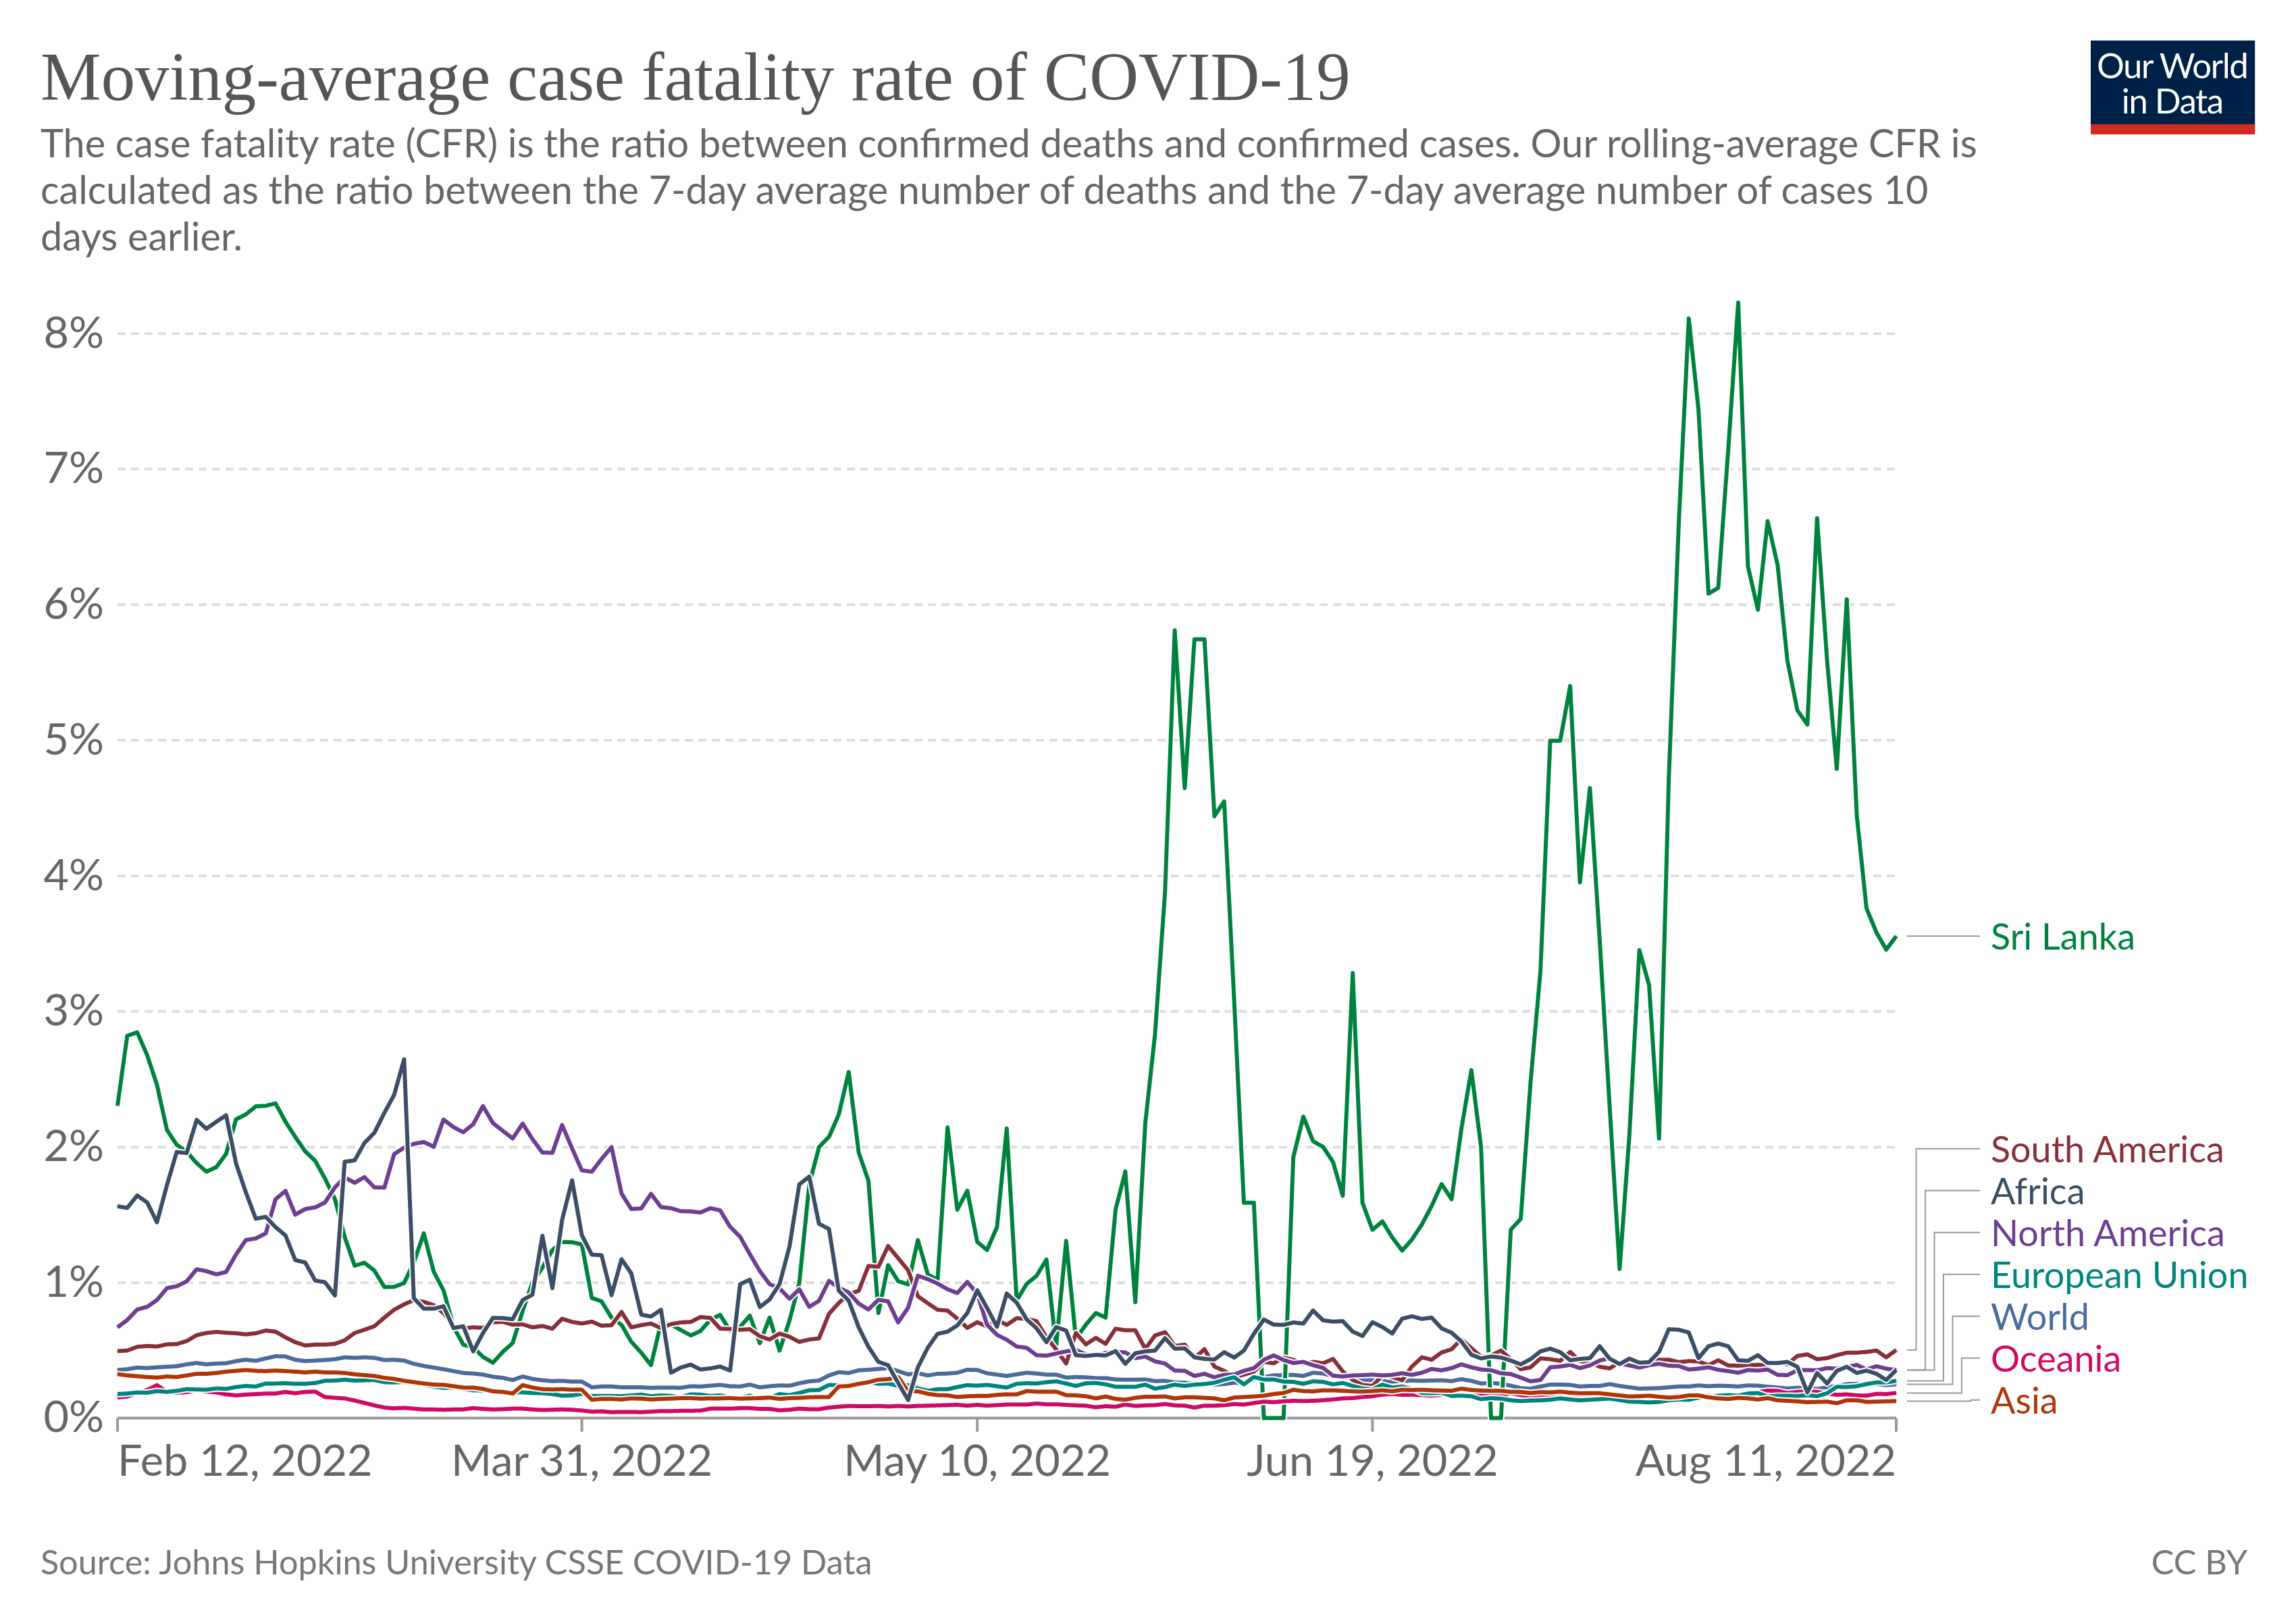 Moving-average case fatality rate of COVID-19
Our World
in Data
The case fatality rate (CFR) is the ratio between confirmed deaths and confirmed cases. Our rolling-average CFR is
calculated as the ratio between the 7-day average number of deaths and the 7-day average number of cases 10
days earlier.
8%
7%
6%
5%
4%
3%
2%
1%
0%
Sri Lanka
South America
Africa
North America
European Union
World
Oceania
Asia
Feb 12, 2022
Mar 31, 2022
May 10, 2022
Jun 19, 2022
Aug 11, 2022
Source: Johns Hopkins University CSSE COVID-19 Data
CC BY